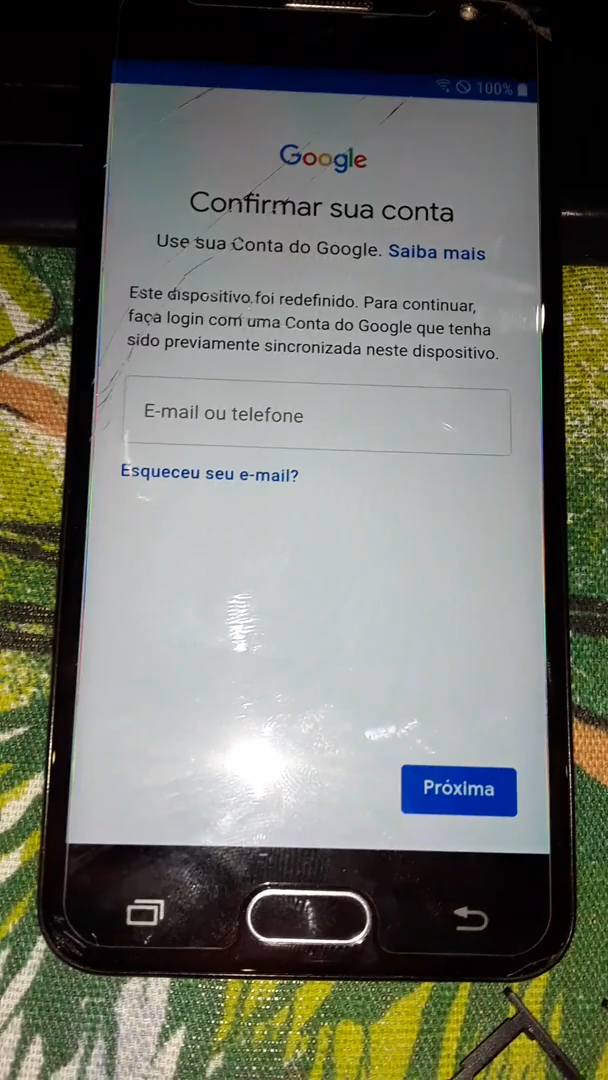 100%
Google
Confirmar sua conta
Use sua Conta do Google. Saiba mais
Este dispositivo foi redefinido. Para continuar,
faça login com uma Conta do Google que tenha
sido previamente sincronizada neste dispositivo.
E-mail ou telefone
Esqueceu seu e-mail?
Próxima